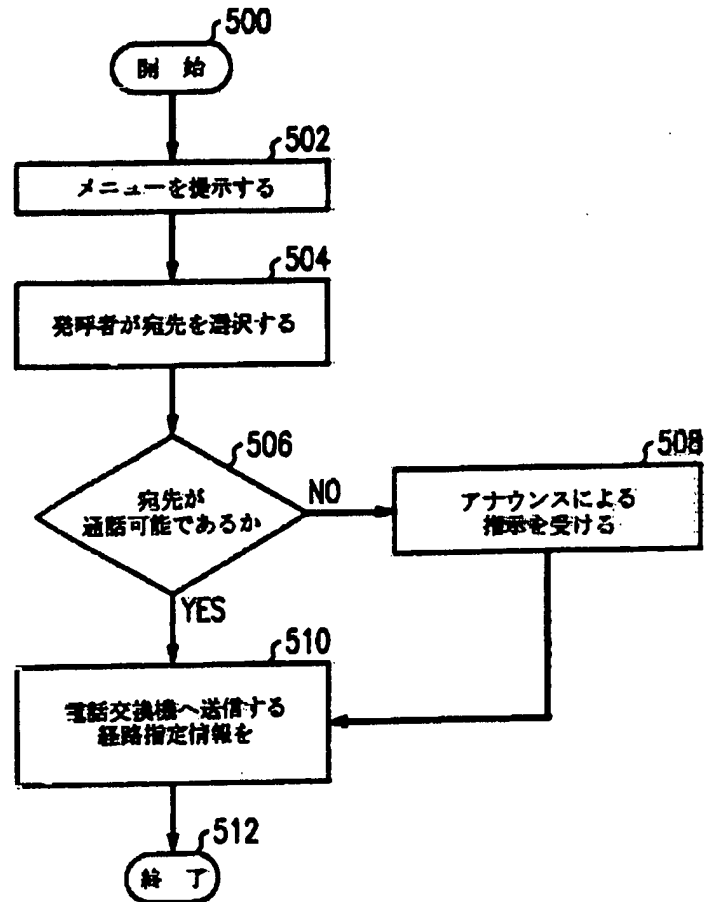 500
開 始
502
メニューを提示する
504
発呼者が宛先を選択する
506
宛先が
通話可能であるか
NO
508
アナウンスによる
指示を受ける
YES
510
電話交換機へ送信する
経路指定情報を
512
終 了